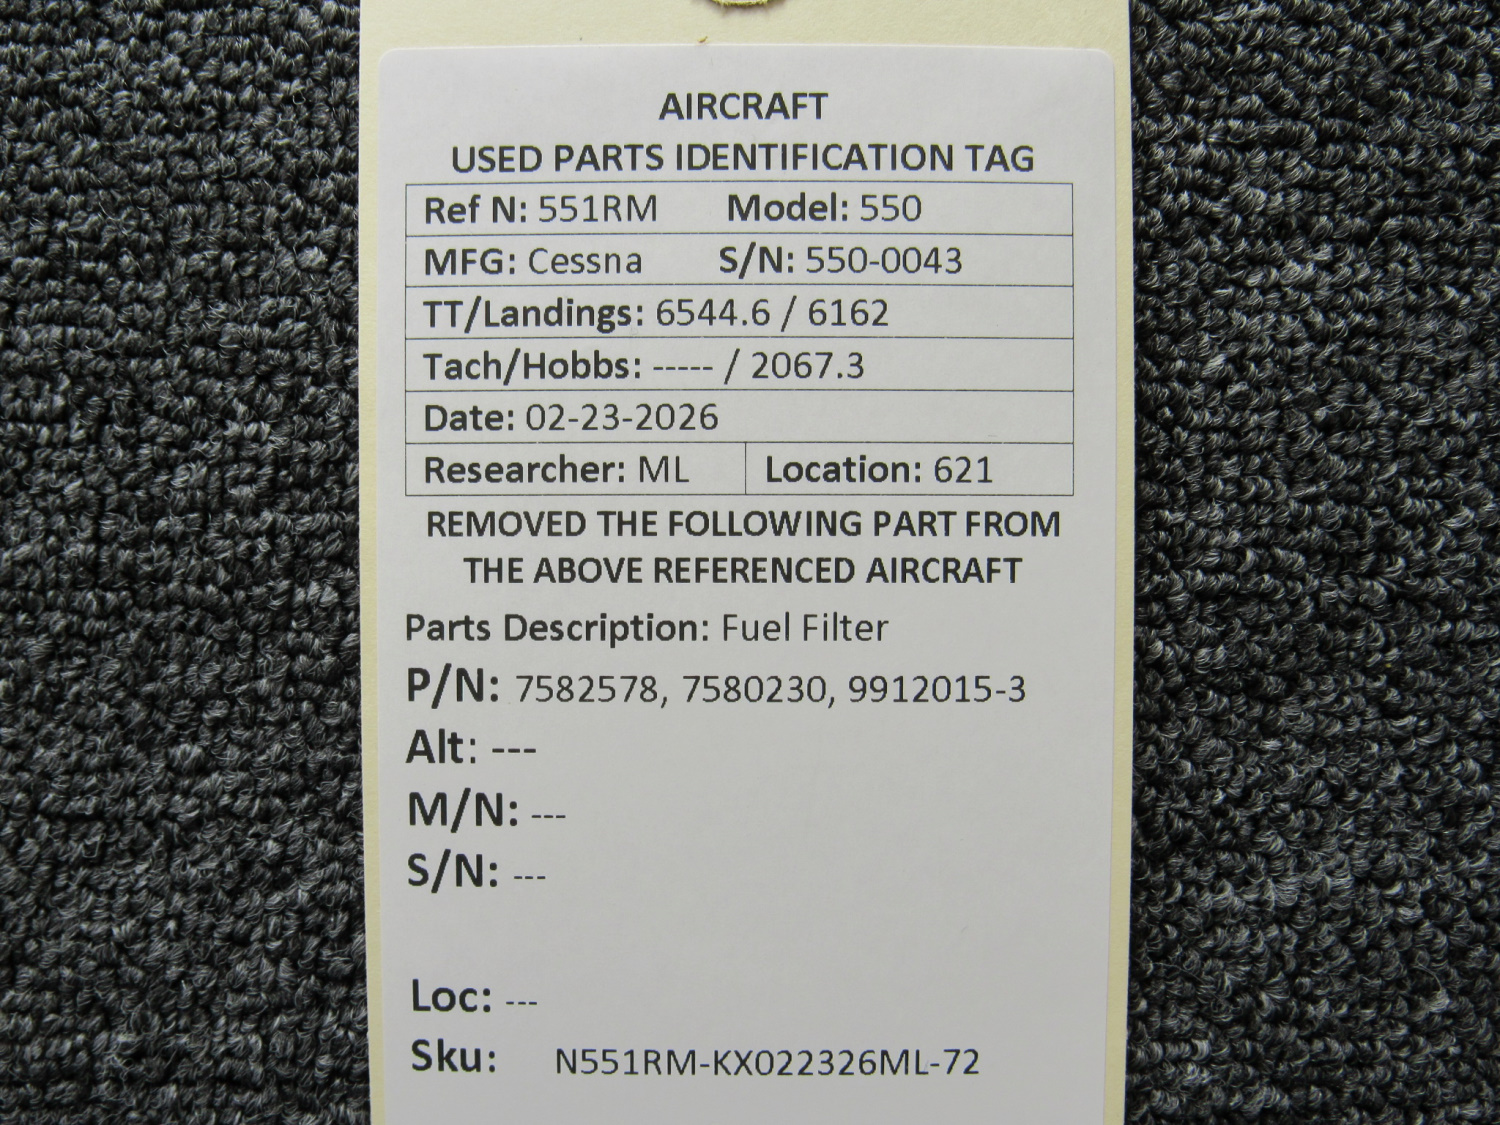 AIRCRAFT
USED PARTS IDENTIFICATION TAG
Ref N: 551RM Model: 550
MFG: Cessna S/N: 550-0043
TT/Landings: 6544.6 / 6162
Tach/Hobbs: ----- / 2067.3
Date: 02-23-2026
Researcher: ML Location: 621
REMOVED THE FOLLOWING PART FROM
THE ABOVE REFERENCED AIRCRAFT
Parts Description: Fuel Filter
P/N: 7582578, 7580230, 9912015-3
Alt: ---
M/N: ---
S/N: ---
Loc: ---
Sku: N551RM-KX022326ML-72